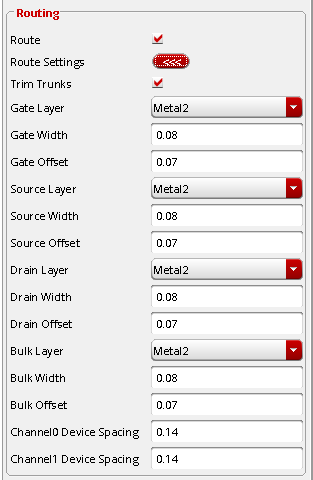 Routing
Route
Route Settings <<<
Trim Trunks
Gate Layer Metal2
Gate Width 0.08
Gate Offset 0.07
Source Layer Metal2
Source Width 0.08
Source Offset 0.07
Drain Layer Metal2
Drain Width 0.08
Drain Offset 0.07
Bulk Layer Metal2
Bulk Width 0.08
Bulk Offset 0.07
Channel0 Device Spacing 0.14
Channel1 Device Spacing 0.14